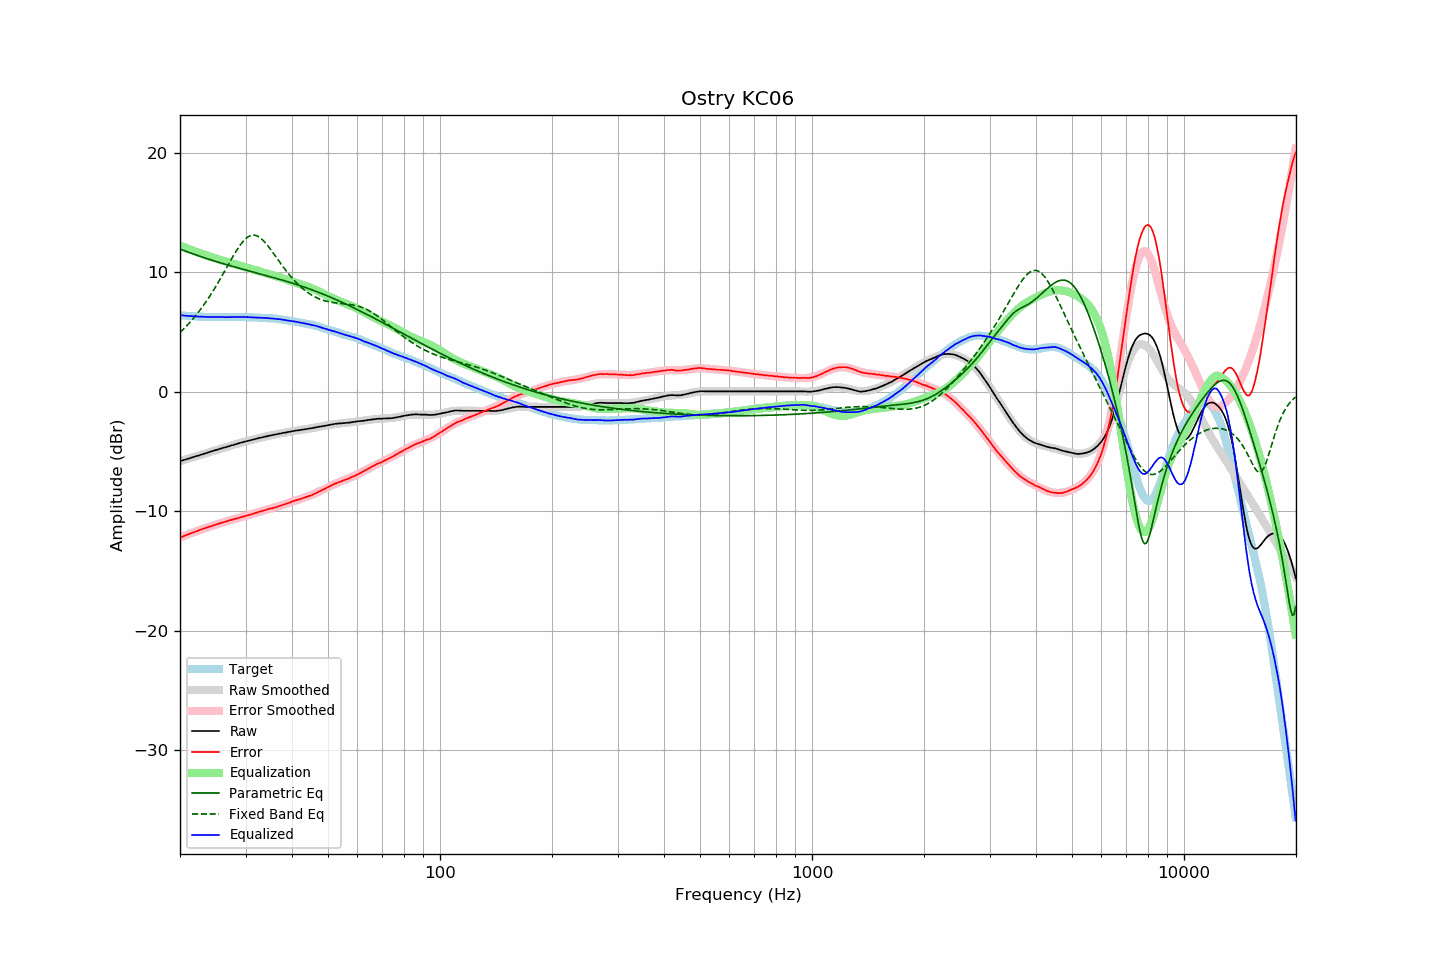 Ostry KC06
20
10
0
−10
−20
−30
Amplitude (dBr)
Target
Raw Smoothed
Error Smoothed
Raw
Error
Equalization
Parametric Eq
Fixed Band Eq
Equalized
100
1000
10000
Frequency (Hz)